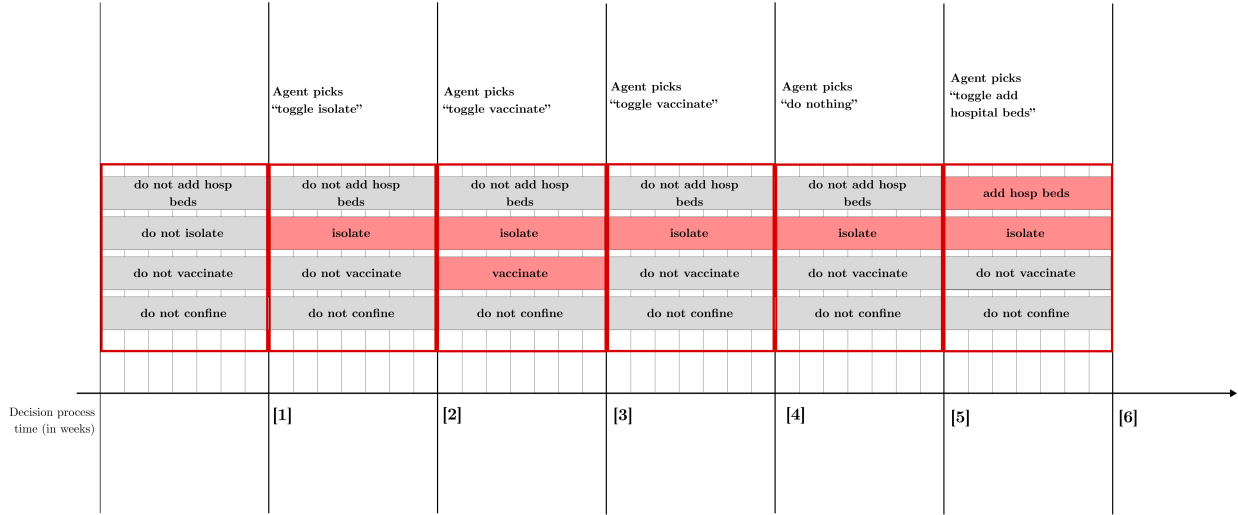 Agent picks
“toggle isolate”
Agent picks
“toggle vaccinate”
Agent picks
“toggle vaccinate”
Agent picks
“do nothing”
Agent picks
“toggle add
hospital beds”
do not add hosp
beds
do not add hosp
beds
do not add hosp
beds
do not add hosp
beds
do not add hosp
beds
add hosp beds
do not isolate
isolate
isolate
isolate
isolate
isolate
do not vaccinate
do not vaccinate
vaccinate
do not vaccinate
do not vaccinate
do not vaccinate
do not confine
do not confine
do not confine
do not confine
do not confine
do not confine
Decision process
time (in weeks)
[1]
[2]
[3]
[4]
[5]
[6]